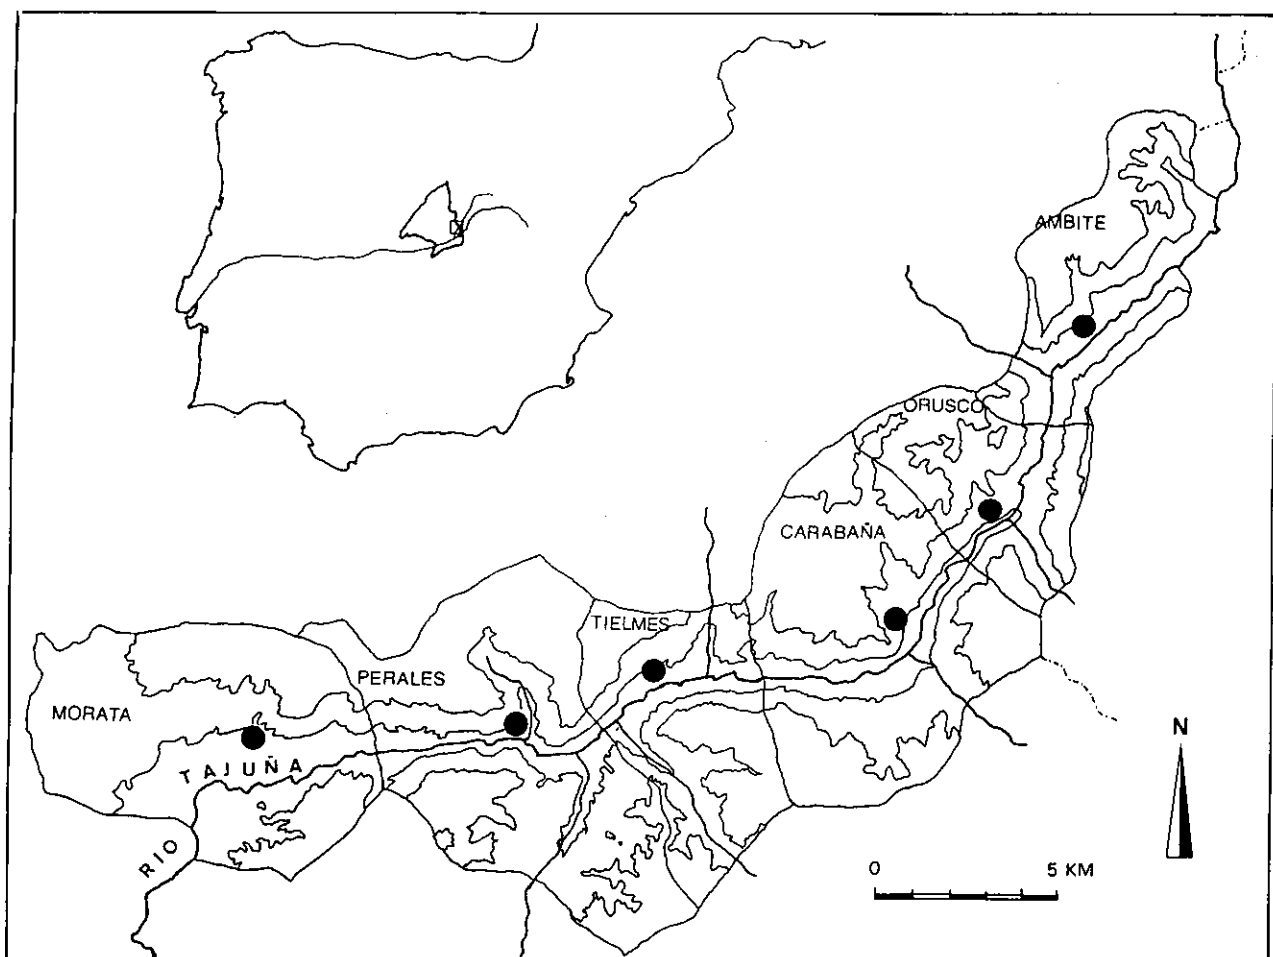 AMBITE
ORUSCO
CARABAÑA
TIELMES
PERALES
MORATA
RIO TAJUÑA
N
0 5 KM